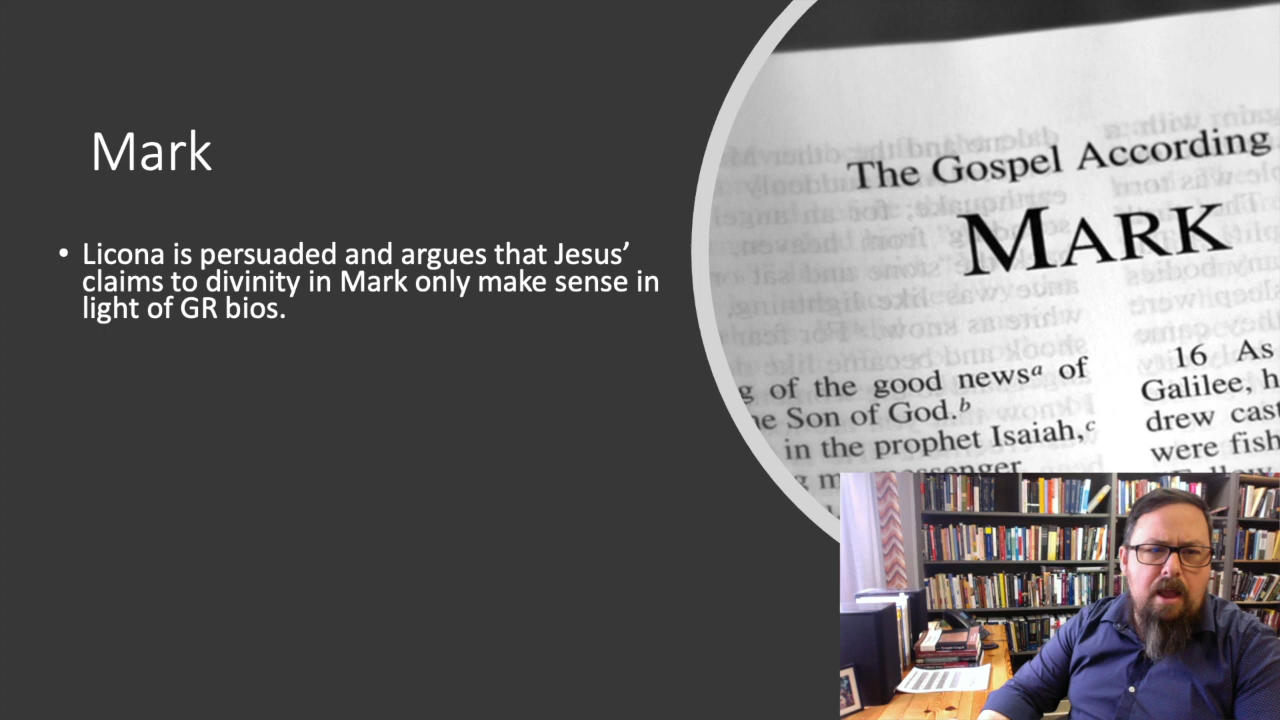 Mark
• Licona is persuaded and argues that Jesus’
claims to divinity in Mark only make sense in
light of GR bios.
The Gospel According
MARK
g of the good newsᵃ of
e Son of God.ᵇ
in the prophet Isaiah,ᶜ
messenger
16 As
Galilee, h
drew cast
were fish